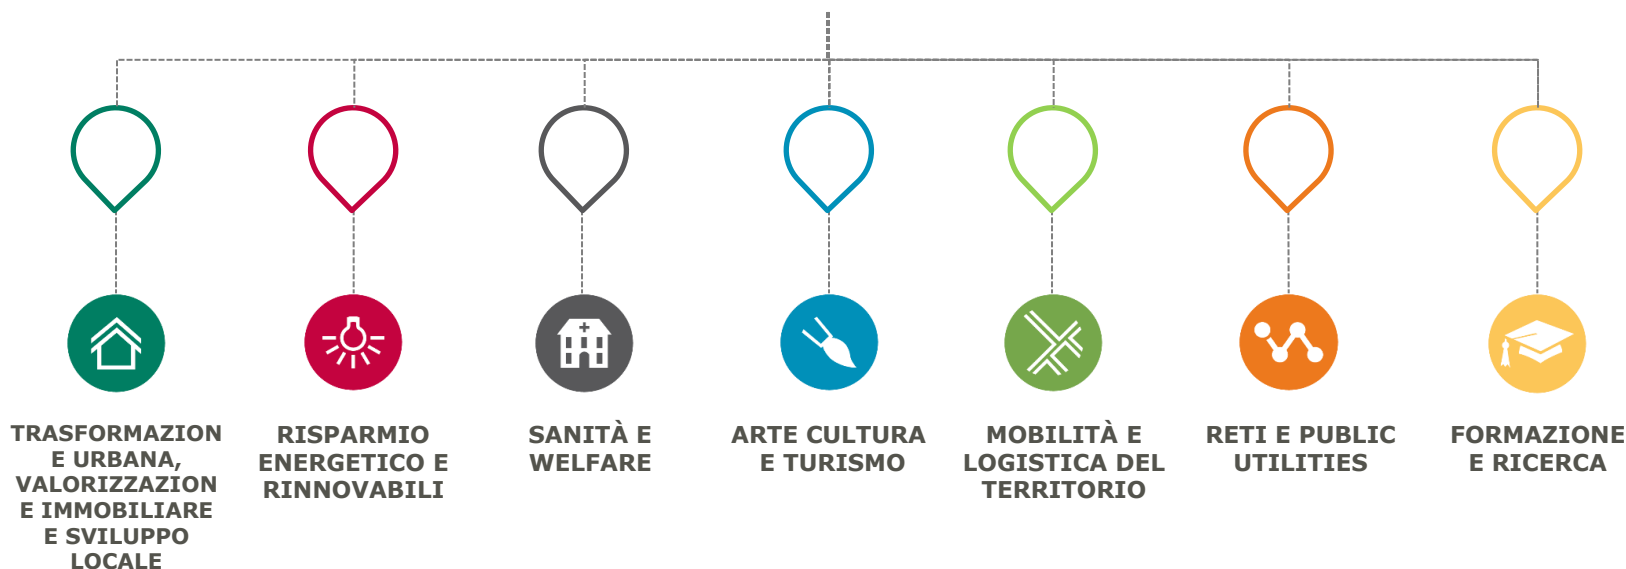 TRASFORMAZION
E URBANA,
VALORIZZAZION
E IMMOBILIARE
E SVILUPPO
LOCALE
RISPARMIO
ENERGETICO E
RINNOVABILI
SANITÀ E
WELFARE
ARTE CULTURA
E TURISMO
MOBILITÀ E
LOGISTICA DEL
TERRITORIO
RETI E PUBLIC
UTILITIES
FORMAZIONE
E RICERCA